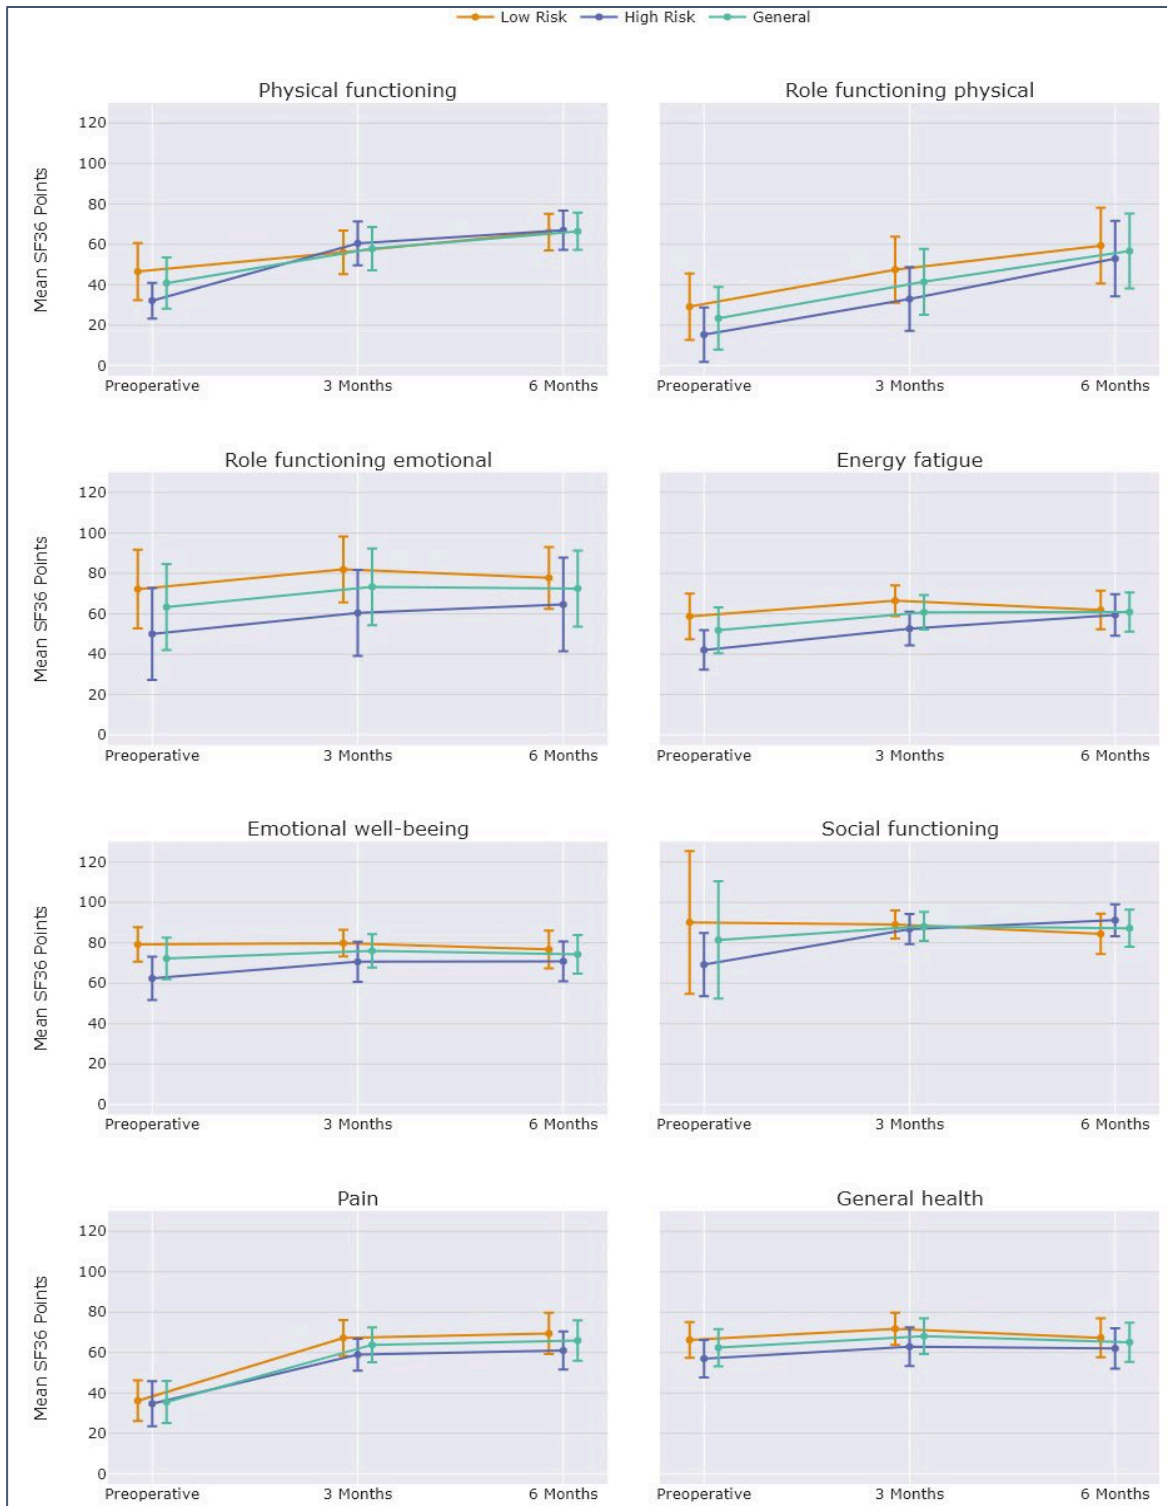 Low Risk High Risk General
Physical functioning Role functioning physical
Mean SF36 Points
120
100
80
60
40
20
0
Preoperative 3 Months 6 Months Preoperative 3 Months 6 Months
Role functioning emotional Energy fatigue
Mean SF36 Points
120
100
80
60
40
20
0
Preoperative 3 Months 6 Months Preoperative 3 Months 6 Months
Emotional well-beeing Social functioning
Mean SF36 Points
120
100
80
60
40
20
0
Preoperative 3 Months 6 Months Preoperative 3 Months 6 Months
Pain General health
Mean SF36 Points
120
100
80
60
40
20
0
Preoperative 3 Months 6 Months Preoperative 3 Months 6 Months